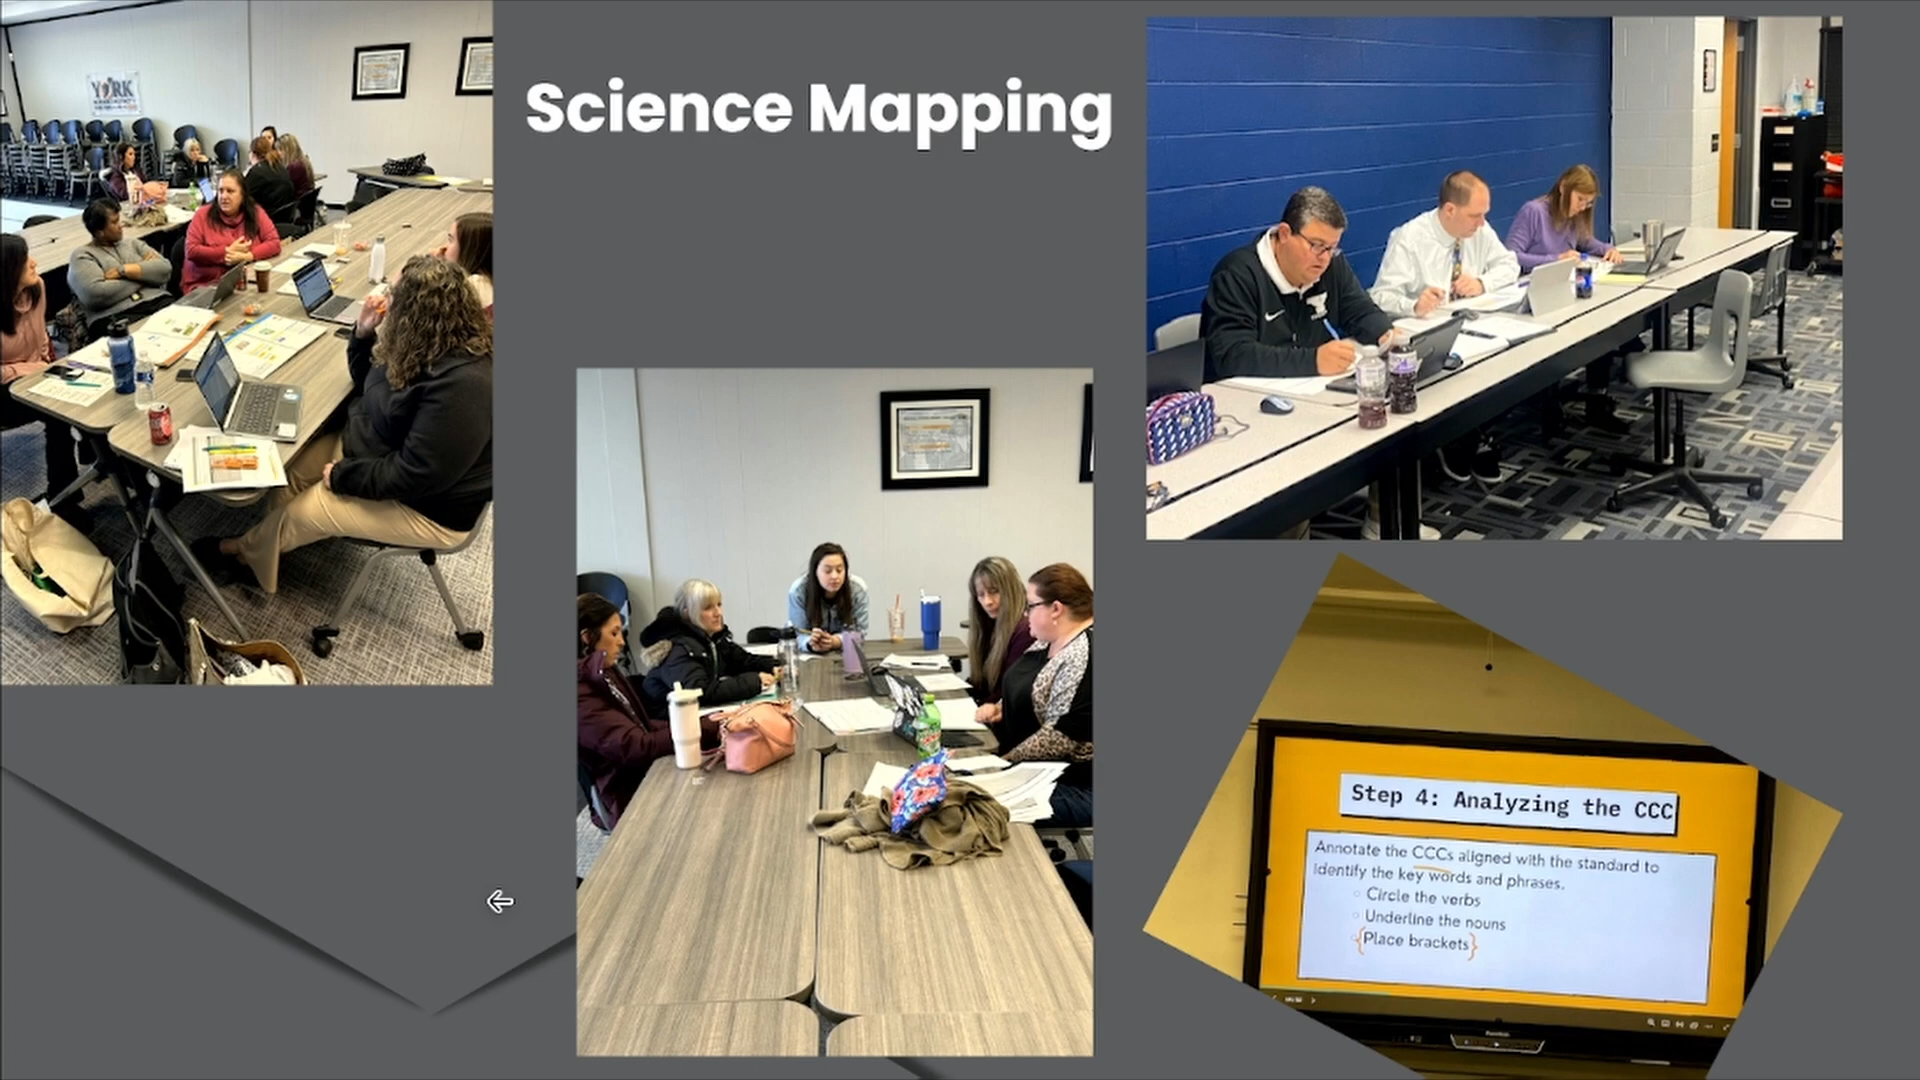 Science Mapping
YORK
Step 4: Analyzing the CCC
Annotate the CCCs aligned with the standard to
identify the key words and phrases.
Circle the verbs
Underline the nouns
{Place brackets}